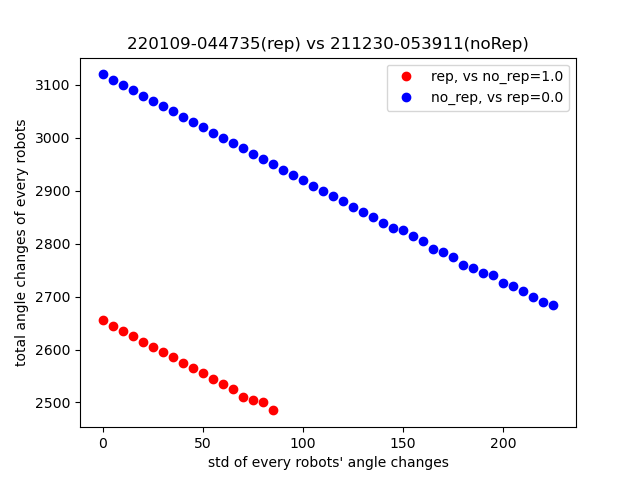 220109-044735(rep) vs 211230-053911(noRep)
rep, vs no_rep=1.0
no_rep, vs rep=0.0
total angle changes of every robots
3100
3000
2900
2800
2700
2600
2500
0 50 100 150 200
std of every robots' angle changes